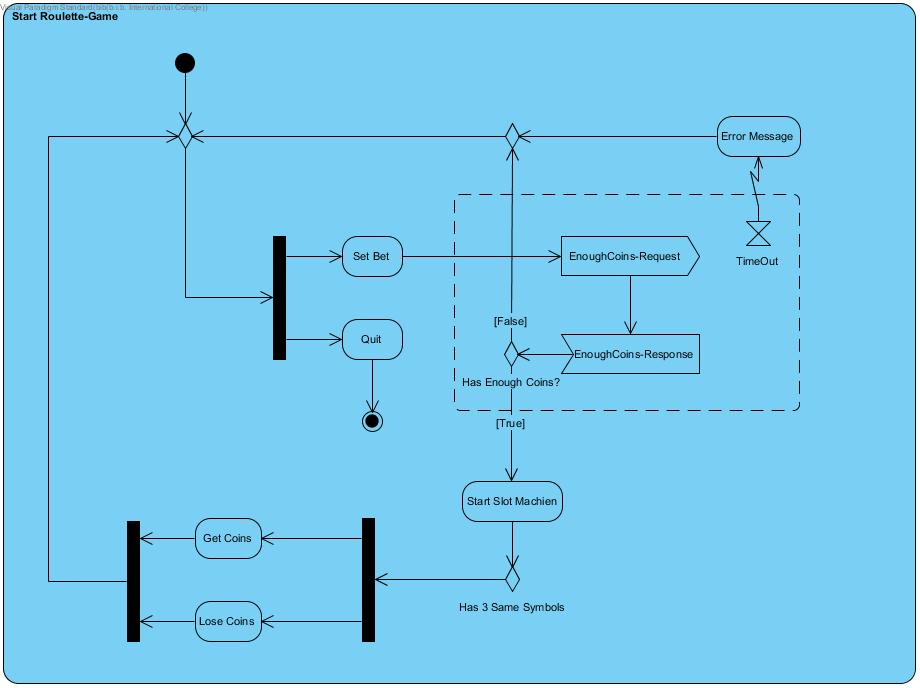 Visual Paradigm Standard(bib(b.i.b. International College))
Start Roulette-Game
Error Message
Set Bet
EnoughCoins-Request
TimeOut
[False]
Quit
EnoughCoins-Response
Has Enough Coins?
[True]
Start Slot Machien
Get Coins
Has 3 Same Symbols
Lose Coins